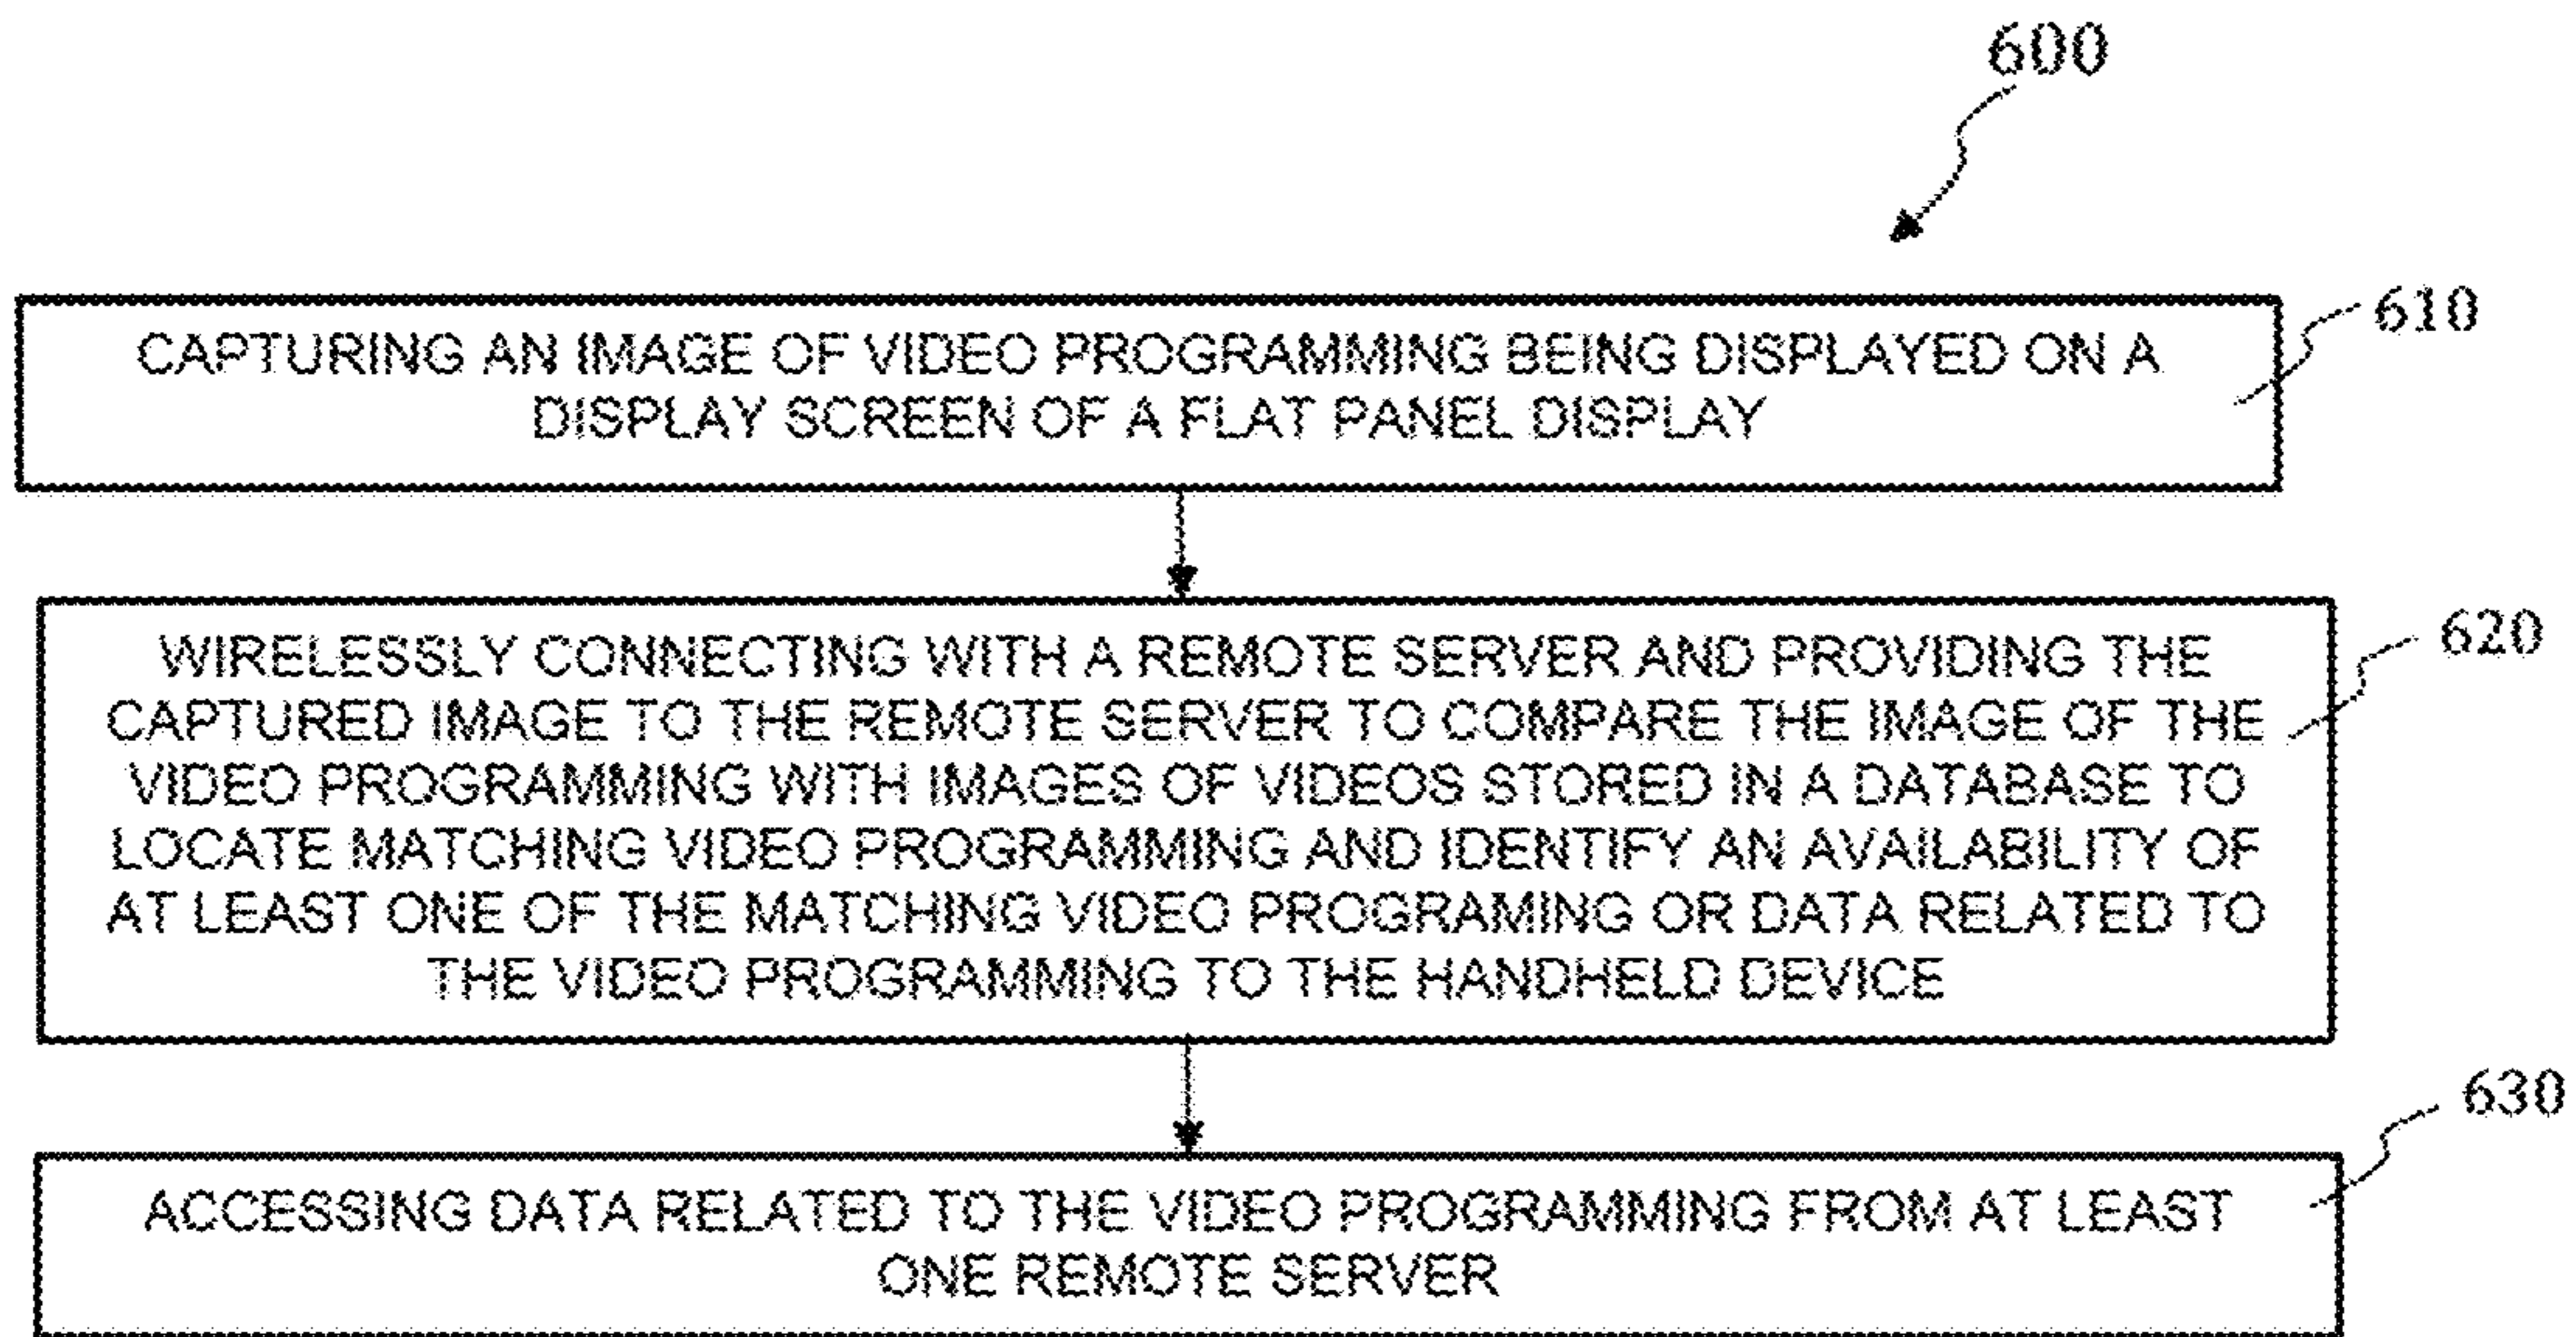 600
CAPTURING AN IMAGE OF VIDEO PROGRAMMING BEING DISPLAYED ON A
DISPLAY SCREEN OF A FLAT PANEL DISPLAY
610
WIRELESSLY CONNECTING WITH A REMOTE SERVER AND PROVIDING THE
CAPTURED IMAGE TO THE REMOTE SERVER TO COMPARE THE IMAGE OF THE
VIDEO PROGRAMMING WITH IMAGES OF VIDEOS STORED IN A DATABASE TO
LOCATE MATCHING VIDEO PROGRAMMING AND IDENTIFY AN AVAILABILITY OF
AT LEAST ONE OF THE MATCHING VIDEO PROGRAMING OR DATA RELATED TO
THE VIDEO PROGRAMMING TO THE HANDHELD DEVICE
620
ACCESSING DATA RELATED TO THE VIDEO PROGRAMMING FROM AT LEAST
ONE REMOTE SERVER
630